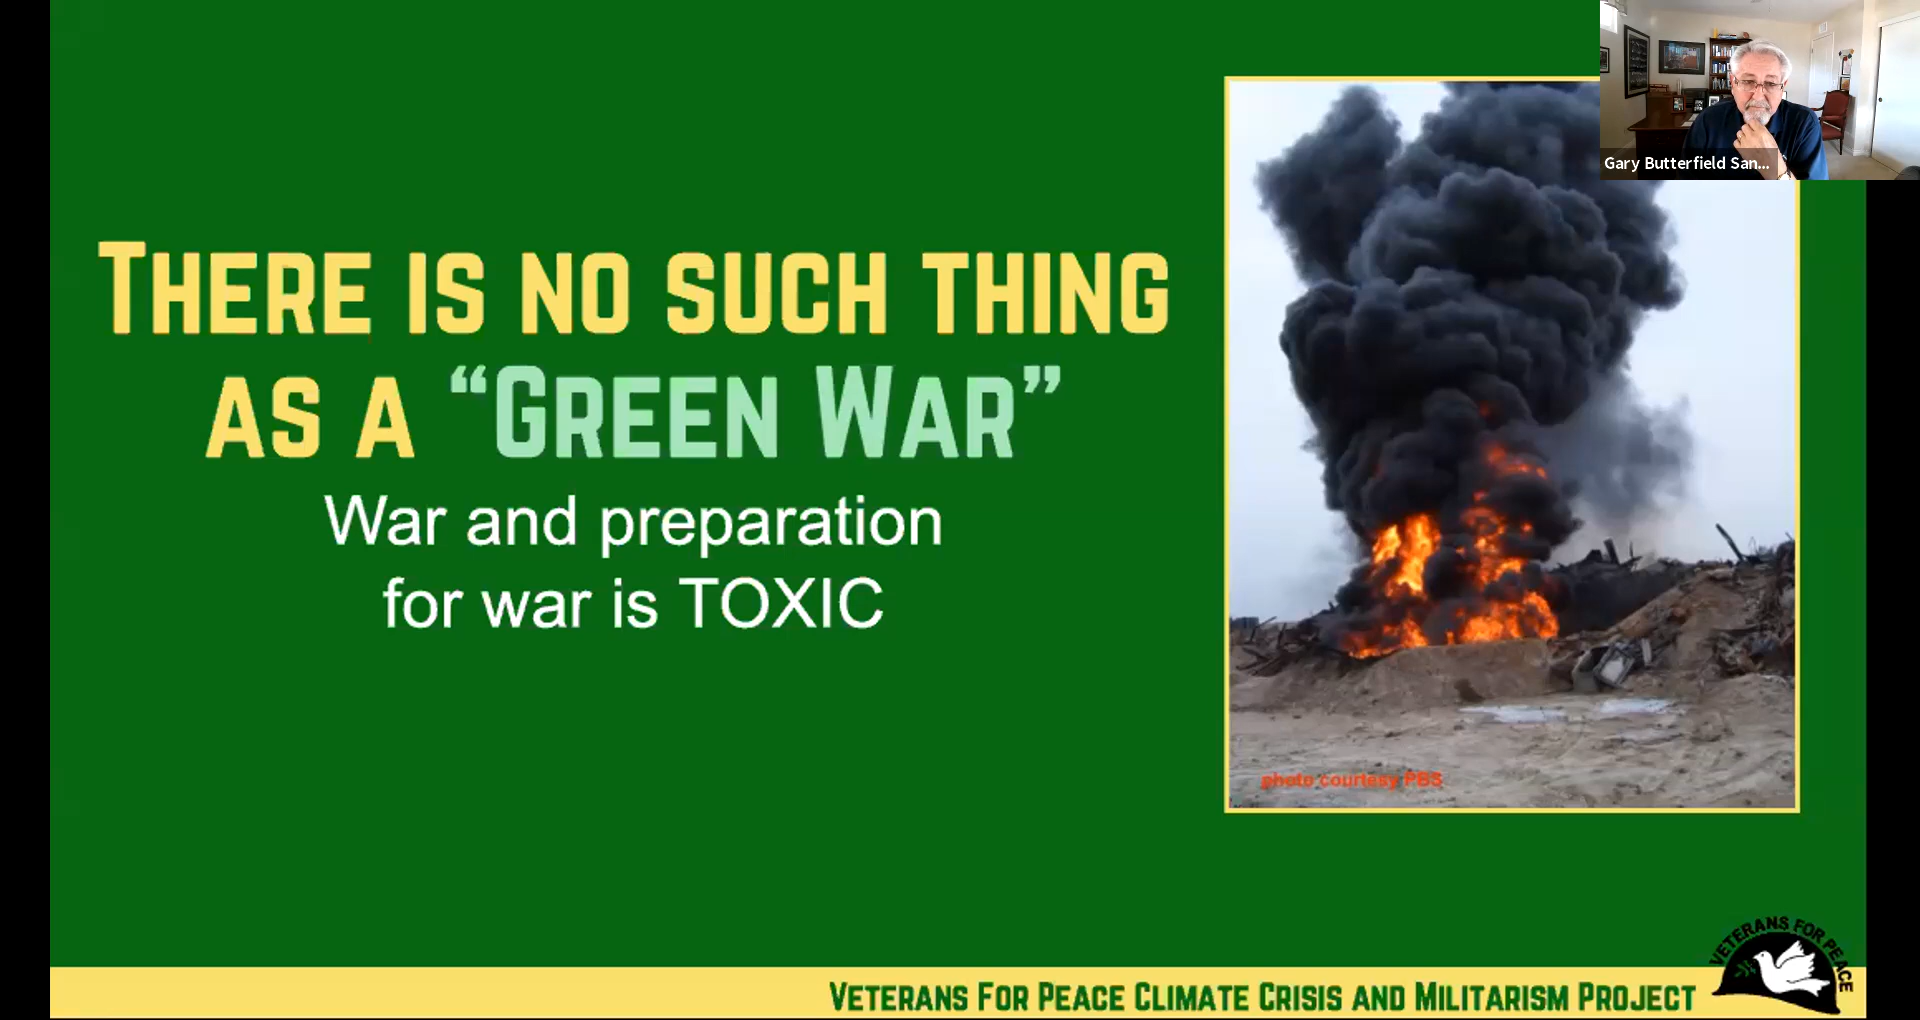 Gary Butterfield San...
THERE IS NO SUCH THING
AS A “GREEN WAR”
War and preparation
for war is TOXIC
photo courtesy PBS
VETERANS FOR PEACE
VETERANS FOR PEACE CLIMATE CRISIS AND MILITARISM PROJECT